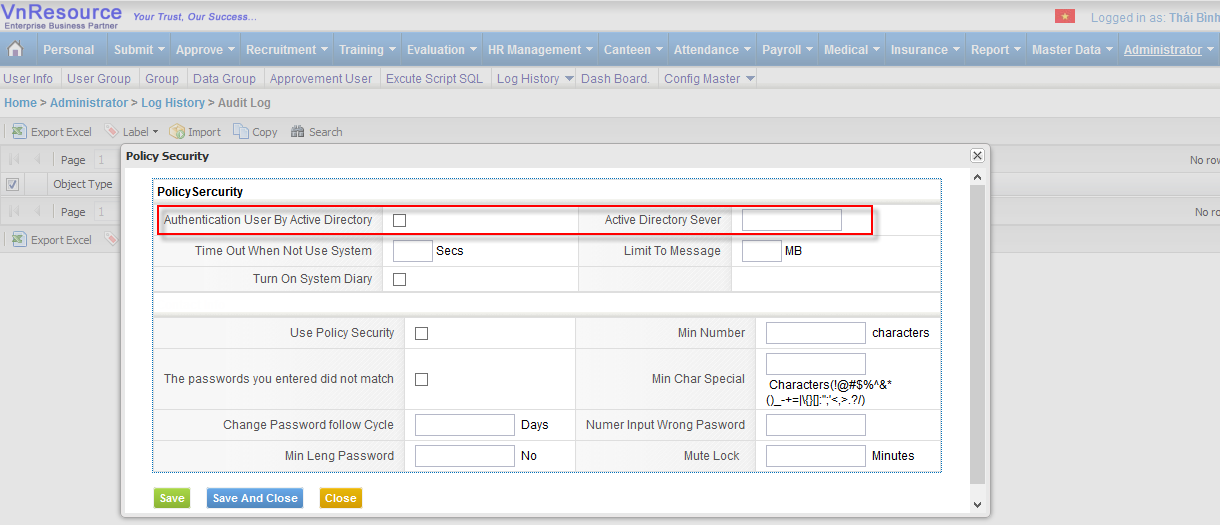 VnResource
Enterprise Business Partner
Your Trust, Our Success...
Logged in as: Thái Bình
Personal Submit Approve Recruitment Training Evaluation HR Management Canteen Attendance Payroll Medical Insurance Report Master Data Administrator
User Info User Group Group Data Group Approvement User Excute Script SQL Log History Dash Board. Config Master
Home > Administrator > Log History > Audit Log
Export Excel Label Import Copy Search
Page 1 No row
Object Type
Page 1 No ro
Export Excel
Policy Security
PolicySercurity
Authentication User By Active Directory Active Directory Sever
Time Out When Not Use System Secs Limit To Message MB
Turn On System Diary
Use Policy Security Min Number characters
The passwords you entered did not match Min Char Special
Characters(!@#$%^&*
()_-+=|\{}[]:";'<,>.?/)
Change Password follow Cycle Days Numer Input Wrong Pasword
Min Leng Password No Mute Lock Minutes
Save Save And Close Close